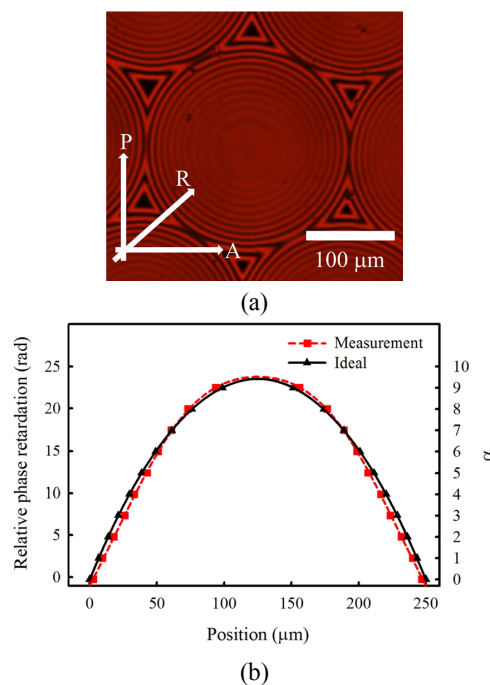 P
R
A
100 μm
(a)
Measurement
Ideal
Relative phase retardation (rad)
25
20
15
10
5
0
10
9
8
7
6
5
4
3
2
1
0
α
0 50 100 150 200 250
Position (μm)
(b)